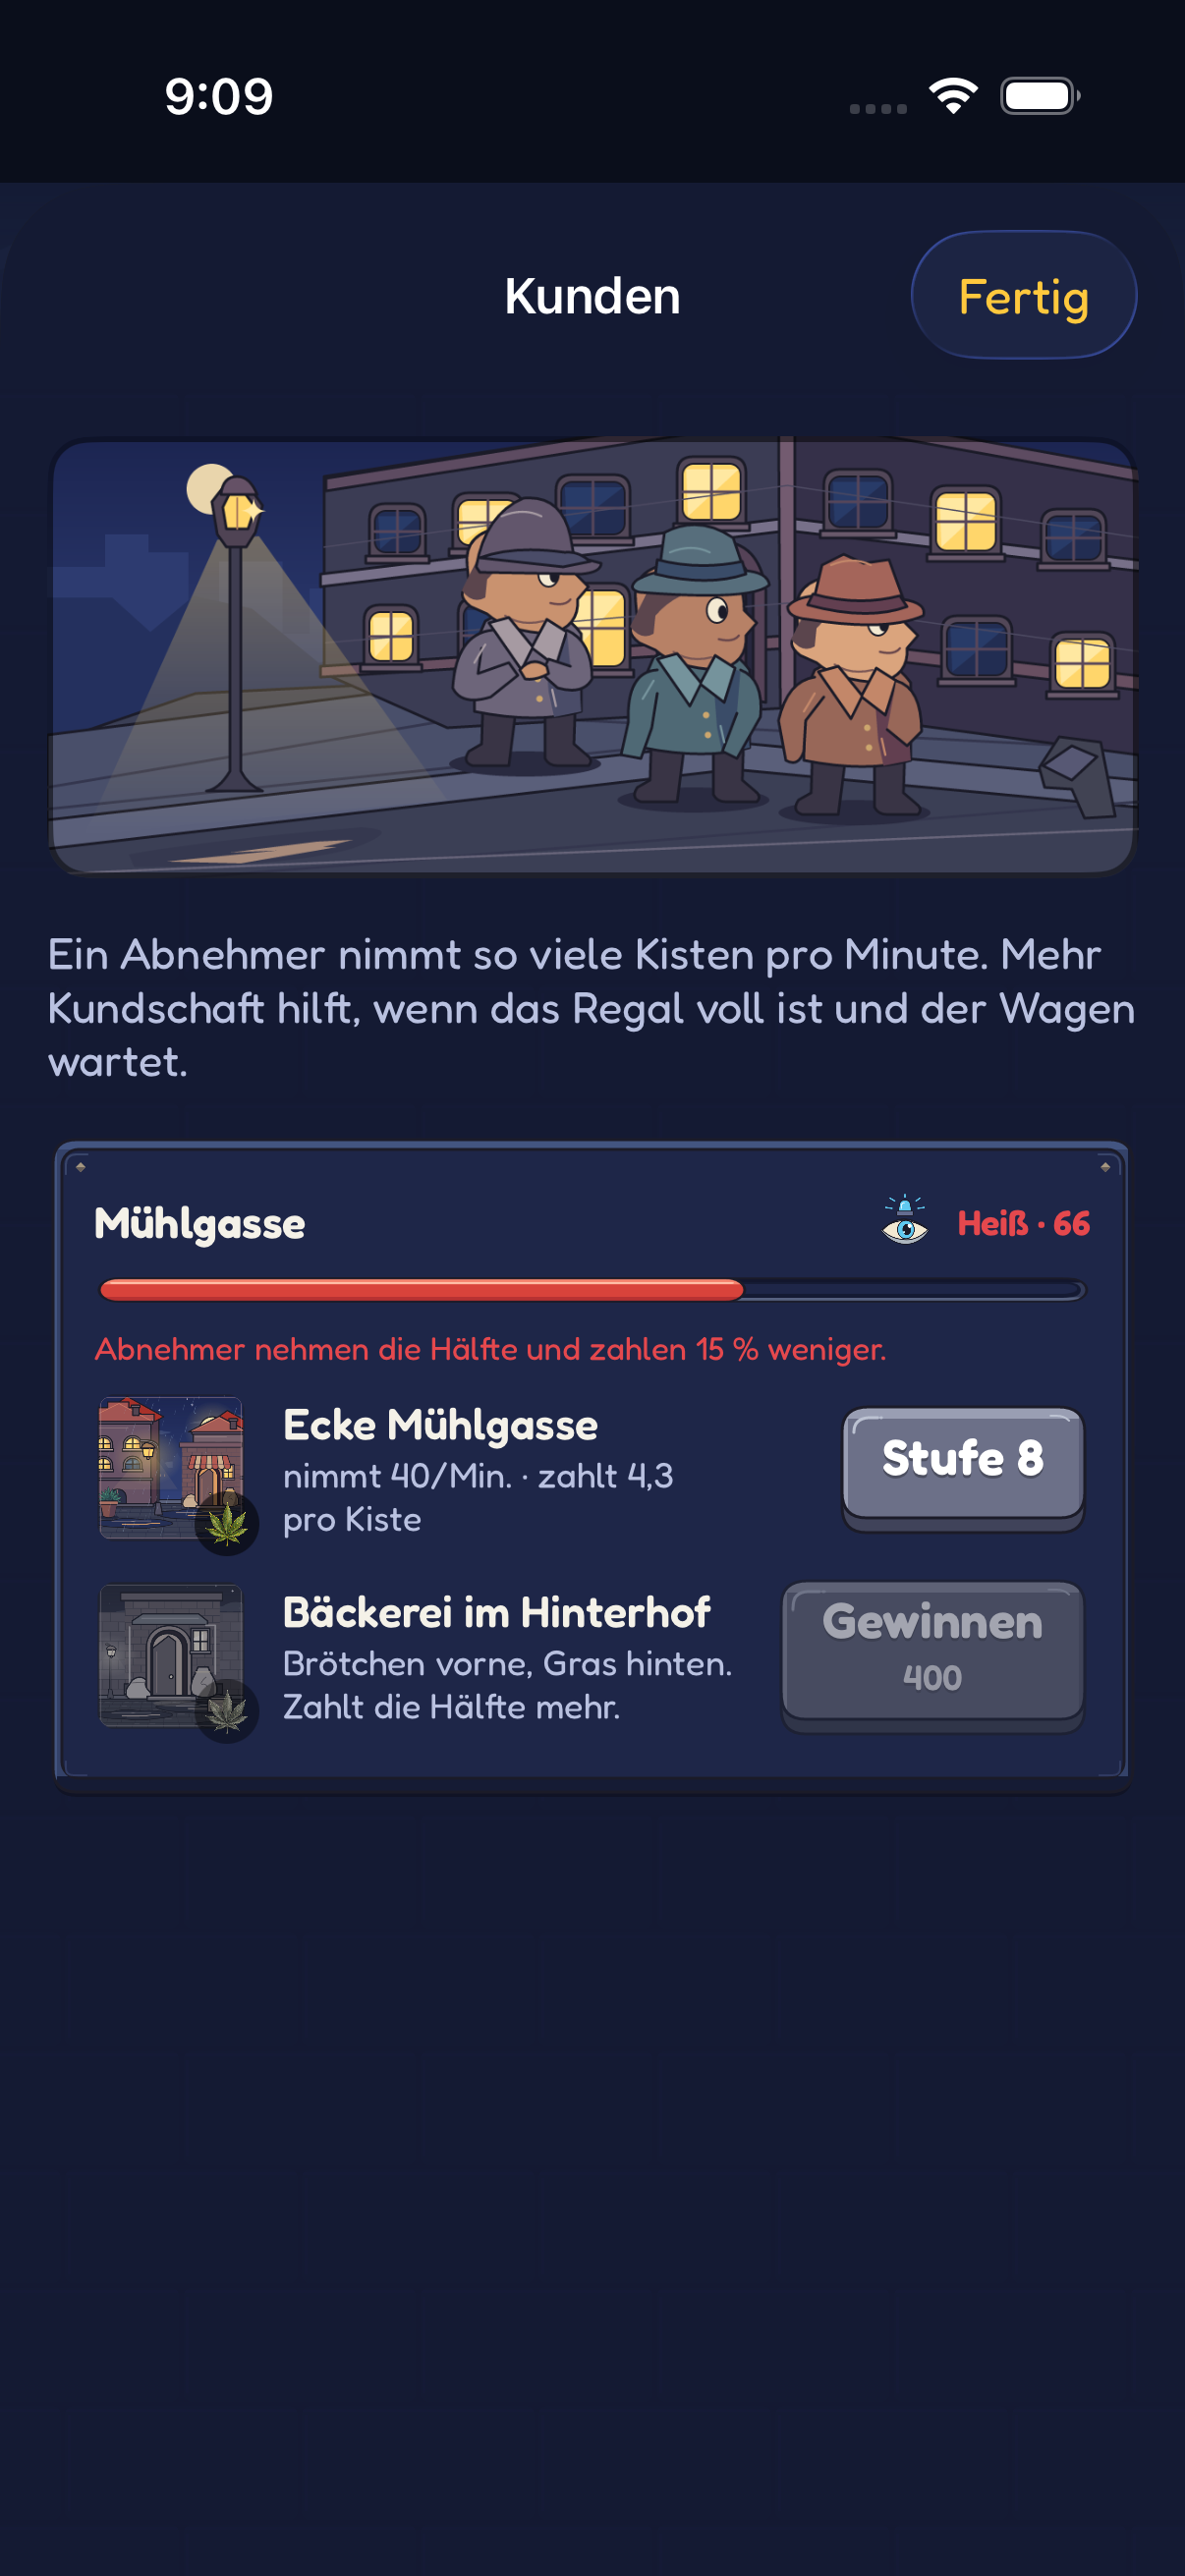 9:09
Kunden
Fertig
Ein Abnehmer nimmt so viele Kisten pro Minute. Mehr
Kundschaft hilft, wenn das Regal voll ist und der Wagen
wartet.
Mühlgasse
Heiß · 66
Abnehmer nehmen die Hälfte und zahlen 15 % weniger.
Ecke Mühlgasse
nimmt 40/Min. · zahlt 4,3
pro Kiste
Stufe 8
Bäckerei im Hinterhof
Brötchen vorne, Gras hinten.
Zahlt die Hälfte mehr.
Gewinnen
400